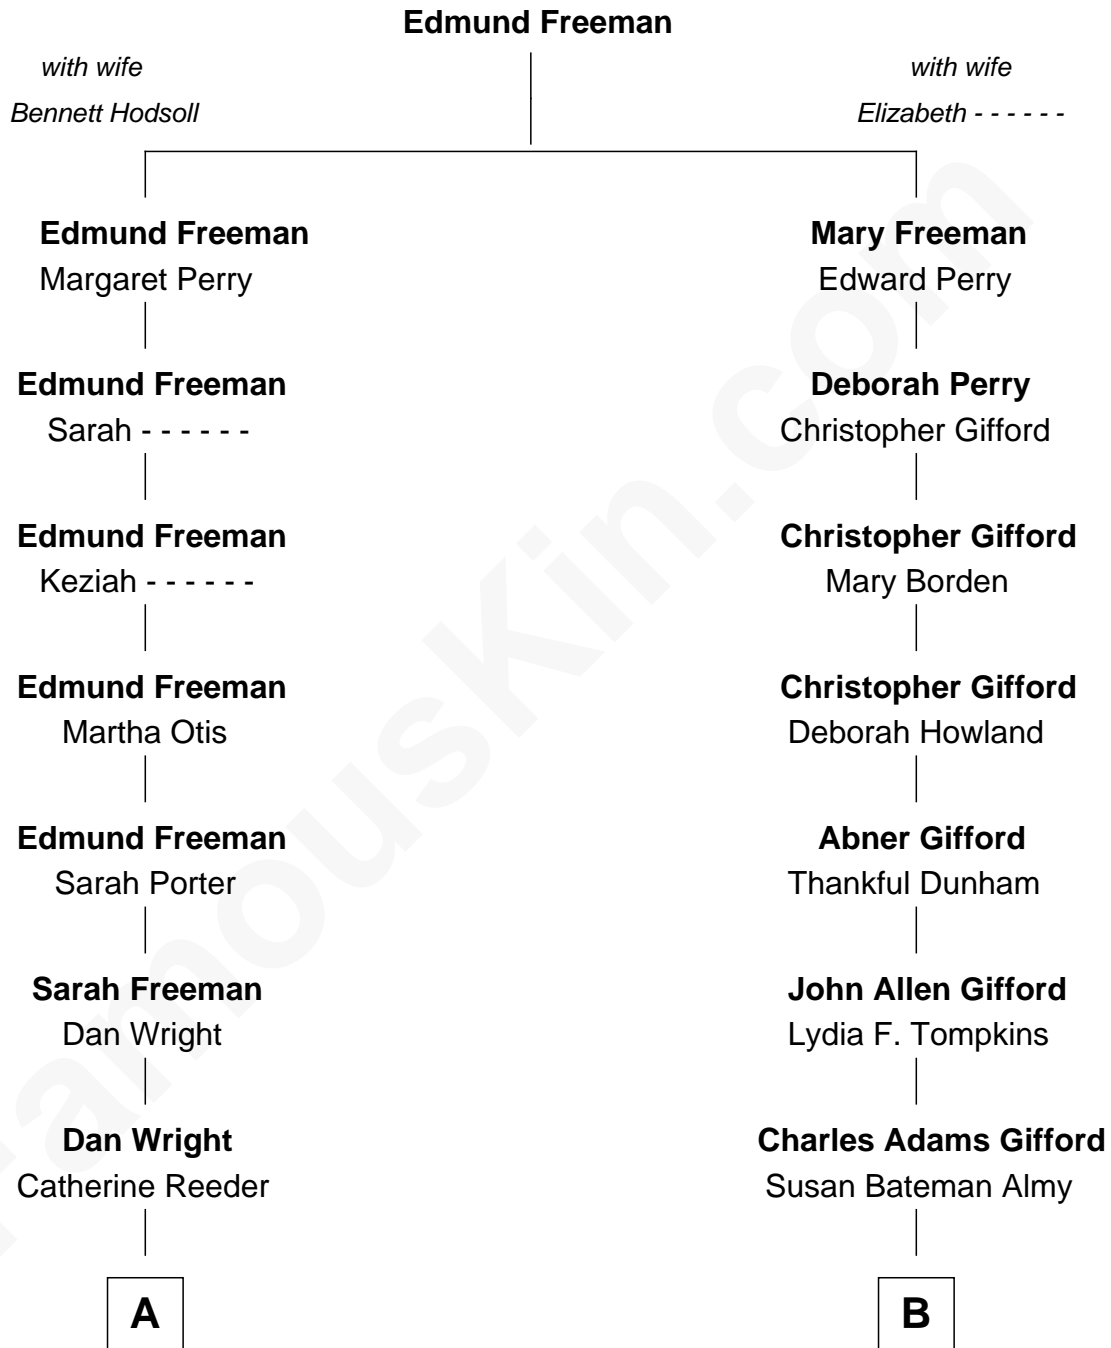 Edmund Freeman
with wife
Bennett Hodsoll
with wife
Elizabeth - - - - - -
Edmund Freeman
Margaret Perry
Mary Freeman
Edward Perry
Edmund Freeman
Sarah - - - - - -
Deborah Perry
Christopher Gifford
Edmund Freeman
Keziah - - - - - -
Christopher Gifford
Mary Borden
Edmund Freeman
Martha Otis
Christopher Gifford
Deborah Howland
Edmund Freeman
Sarah Porter
Abner Gifford
Thankful Dunham
Sarah Freeman
Dan Wright
John Allen Gifford
Lydia F. Tompkins
Dan Wright
Catherine Reeder
Charles Adams Gifford
Susan Bateman Almy
A
B
FamousKin.com